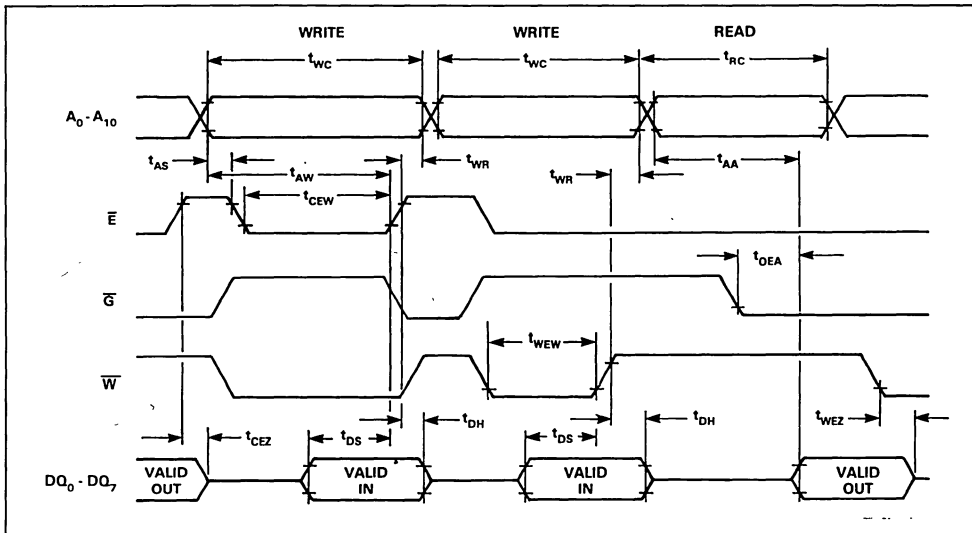 WRITE WRITE READ
tWC tWC tRC
A0 - A10
tAS tWR tAA
tAW tWR
tCEW
E
tOEA
G
tWEW
W
tDH tWEZ
tCEZ tDS tDS tDH
DQ0 - DQ7 VALID OUT VALID IN VALID IN VALID OUT